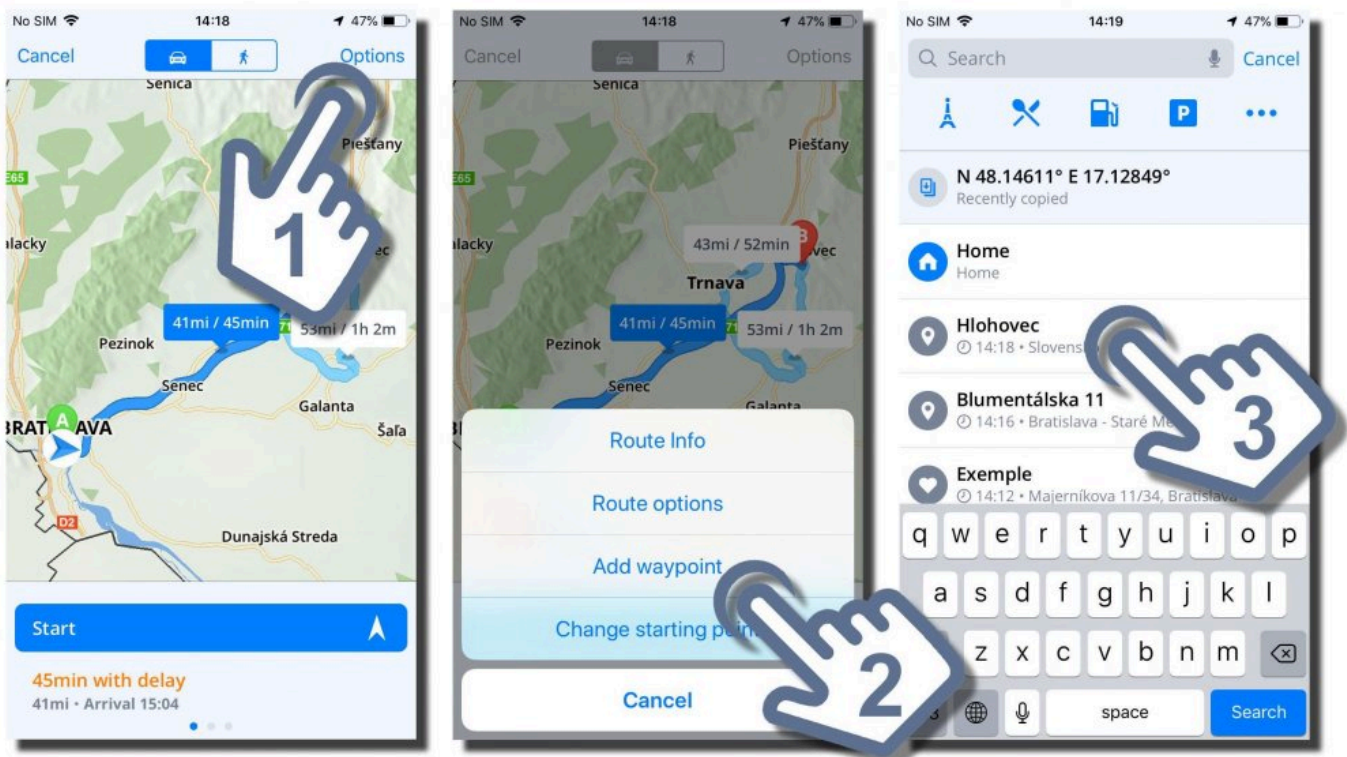 No SIM 14:18 47%
Cancel Options
Senica
Piešťany
E65
alacky
1
ec
41mi / 45min
53mi / 1h 2m
Pezinok
Senec
Galanta
A
BRAT AVA
Šaľa
D2
Dunajská Streda
Start
45min with delay
41mi • Arrival 15:04
No SIM 14:18 47%
Cancel Options
Senica
Piešťany
alacky
43mi / 52min
B
ovec
Trnava
41mi / 45min
53mi / 1h 2m
Pezinok
Senec
Galanta
Route Info
Route options
Add waypoint
Change starting poin
2
Cancel
No SIM 14:19 47%
Search Cancel
P
N 48.14611° E 17.12849°
Recently copied
Home
Home
Hlohovec
14:18 • Slovens
Blumentálska 11
14:16 • Bratislava - Staré Me
3
Exemple
14:12 • Majerníkova 11/34, Bratislava
q w e r t y u i o p
a s d f g h j k l
z x c v b n m
space Search